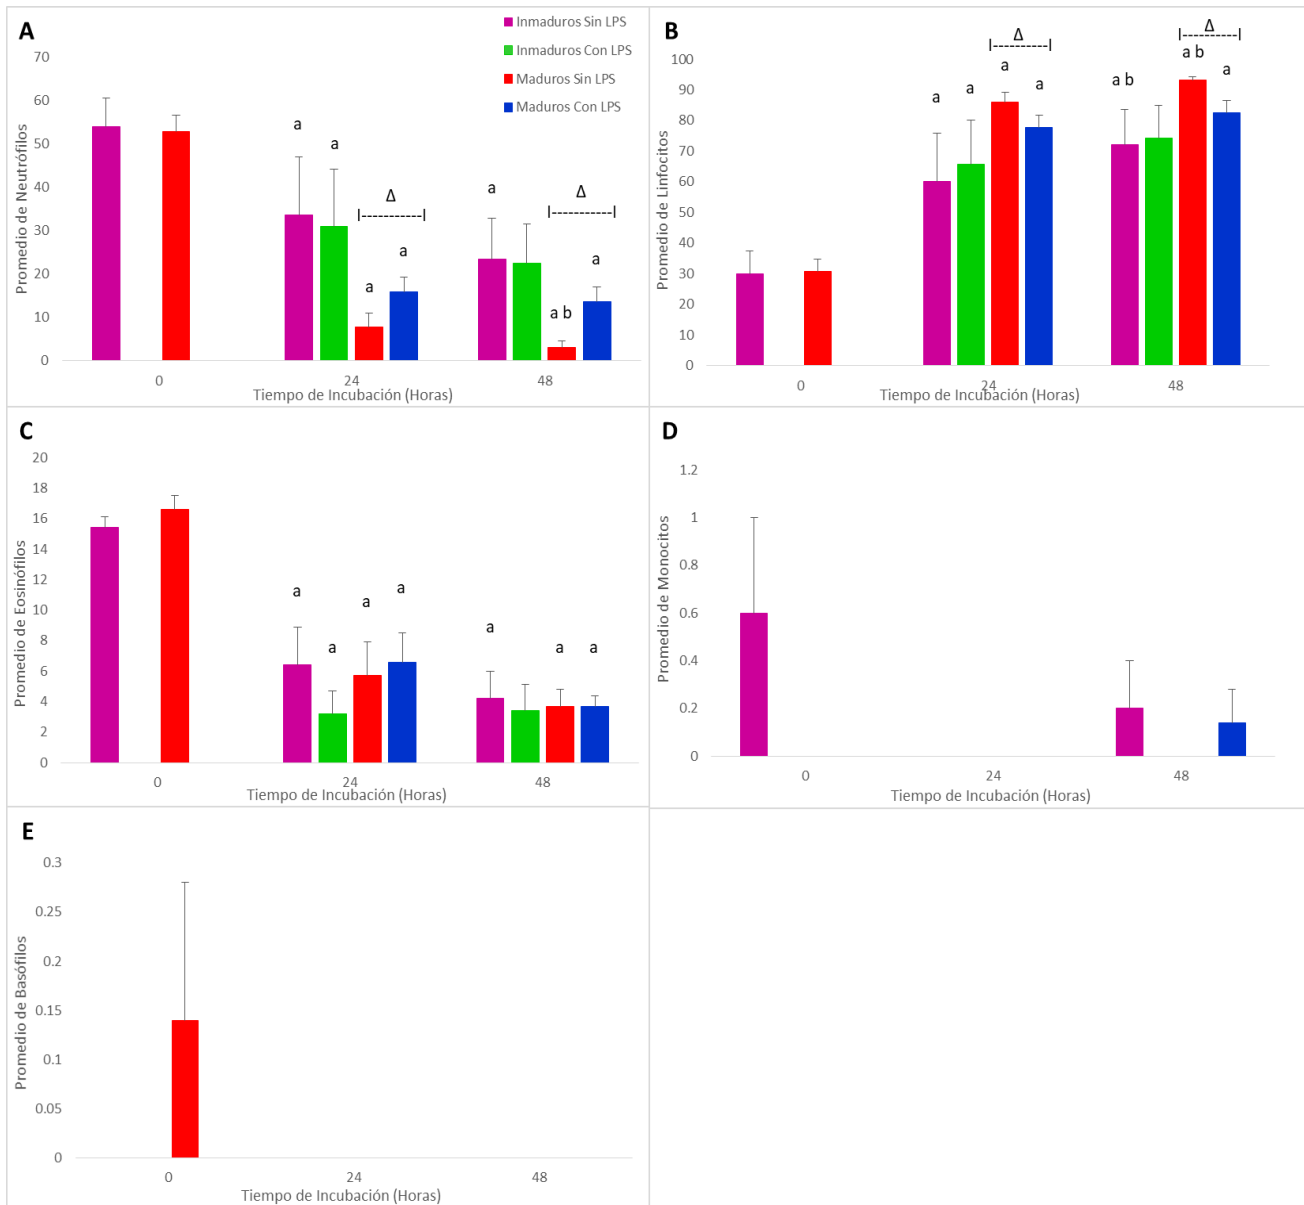 A
Inmaduros Sin LPS
Inmaduros Con LPS
Maduros Sin LPS
Maduros Con LPS
Promedio de Neutrófilos
70
60
50
40
30
20
10
0
a
a
Δ
|-----------|
a
a
a
Δ
|-----------|
a b
a
0
24
48
Tiempo de Incubación (Horas)
B
Promedio de Linfocitos
100
90
80
70
60
50
40
30
20
10
0
Δ
|----------|
a
a
a
a
Δ
|----------|
a b
a b
a
0
24
48
Tiempo de Incubación (Horas)
C
Promedio de Eosinófilos
20
18
16
14
12
10
8
6
4
2
0
a
a
a
a
a
a
a
0
24
48
Tiempo de Incubación (Horas)
D
Promedio de Monocitos
1.2
1
0.8
0.6
0.4
0.2
0
0
24
48
Tiempo de Incubación (Horas)
E
Promedio de Basófilos
0.3
0.25
0.2
0.15
0.1
0.05
0
0
24
48
Tiempo de Incubación (Horas)